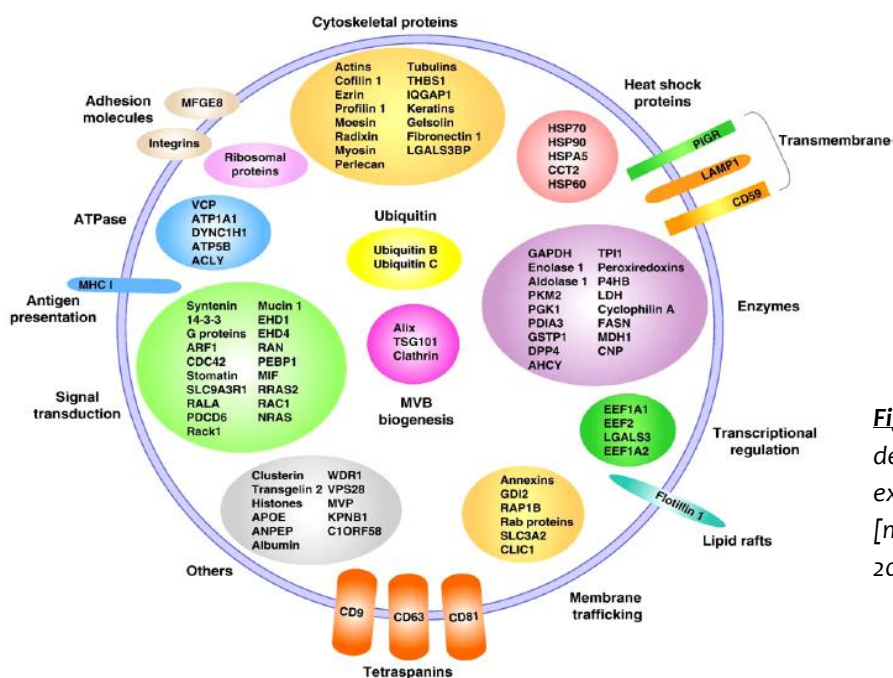 Cytoskeletal proteins
Actins Tubulins
Cofilin 1 THBS1
Ezrin IQGAP1
Profilin 1 Keratins
Moesin Gelsolin
Radixin Fibronectin 1
Myosin LGALS3BP
Perlecan
Heat shock
proteins
HSP70
HSP90
HSPA5
CCT2
HSP60
PIGR
LAMP1
CD59
Transmembrane
Adhesion
molecules
MFGE8
Integrins
Ribosomal
proteins
ATPase
VCP
ATP1A1
DYNC1H1
ATP5B
ACLY
Ubiquitin
Ubiquitin B
Ubiquitin C
GAPDH TPI1
Enolase 1 Peroxiredoxins
Aldolase 1 P4HB
PKM2 LDH
PGK1 Cyclophilin A
PDIA3 FASN
GSTP1 MDH1
DPP4 CNP
AHCY
Enzymes
MHC I
Antigen
presentation
Syntenin Mucin 1
14-3-3 EHD1
G proteins EHD4
ARF1 RAN
CDC42 PEBP1
Stomatin MIF
SLC9A3R1 RRAS2
RALA RAC1
PDCD6 NRAS
Rack1
Signal
transduction
Alix
TSG101
Clathrin
MVB
biogenesis
EEF1A1
EEF2
LGALS3
EEF1A2
Transcriptional
regulation
Flotillin 1
Lipid rafts
Clusterin WDR1
Transgelin 2 VPS28
Histones MVP
APOE KPNB1
ANPEP C1ORF58
Albumin
Others
Annexins
GDI2
RAP1B
Rab proteins
SLC3A2
CLIC1
Membrane
trafficking
CD9 CD63 CD81
Tetraspanins
Fig
de
ex
[n
20